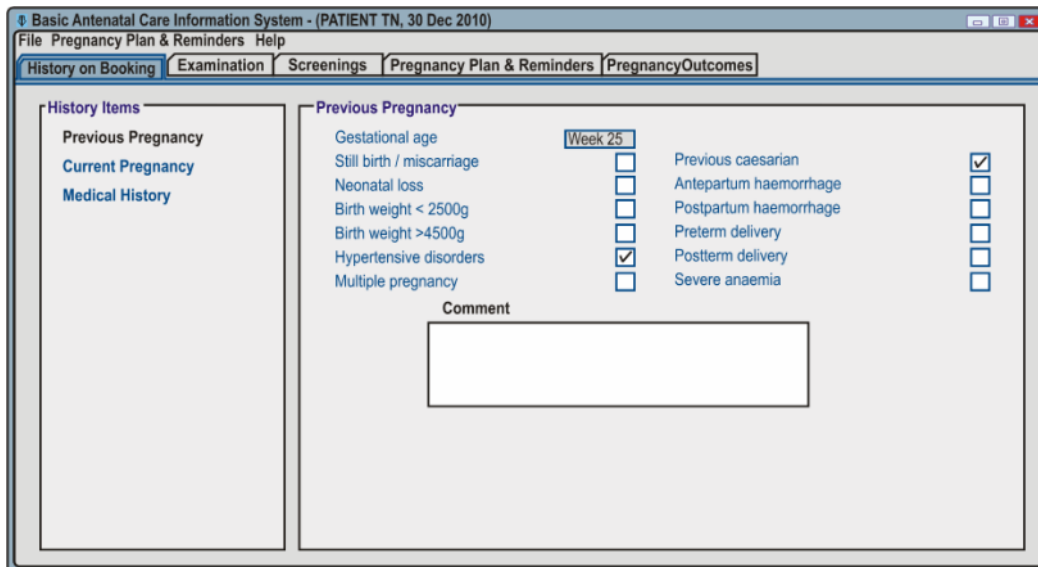 Basic Antenatal Care Information System - (PATIENT TN, 30 Dec 2010)
File Pregnancy Plan & Reminders Help
History on Booking Examination Screenings Pregnancy Plan & Reminders PregnancyOutcomes
History Items
Previous Pregnancy
Current Pregnancy
Medical History
Previous Pregnancy
Gestational age Week 25
Still birth / miscarriage Previous caesarian
Neonatal loss Antepartum haemorrhage
Birth weight < 2500g Postpartum haemorrhage
Birth weight >4500g Preterm delivery
Hypertensive disorders Postterm delivery
Multiple pregnancy Severe anaemia
Comment